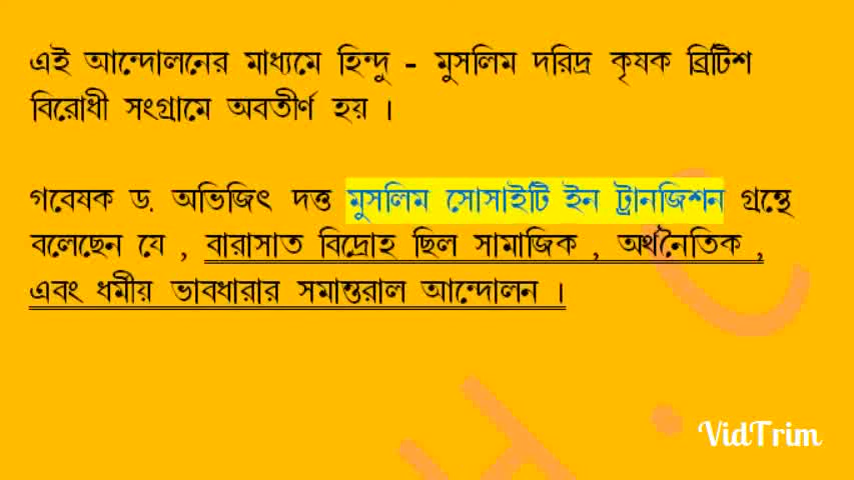 এই আন্দোলনের মাধ্যমে হিন্দু - মুসলিম দরিদ্র কৃষক ব্রিটিশ
বিরোধী সংগ্রামে অবতীর্ণ হয় ।
গবেষক ড. অভিজিৎ দত্ত মুসলিম সোসাইটি ইন ট্রানজিশন গ্রন্থে
বলেছেন যে , বারাসাত বিদ্রোহ ছিল সামাজিক , অর্থনৈতিক ,
এবং ধর্মীয় ভাবধারার সমান্তরাল আন্দোলন ।
VidTrim